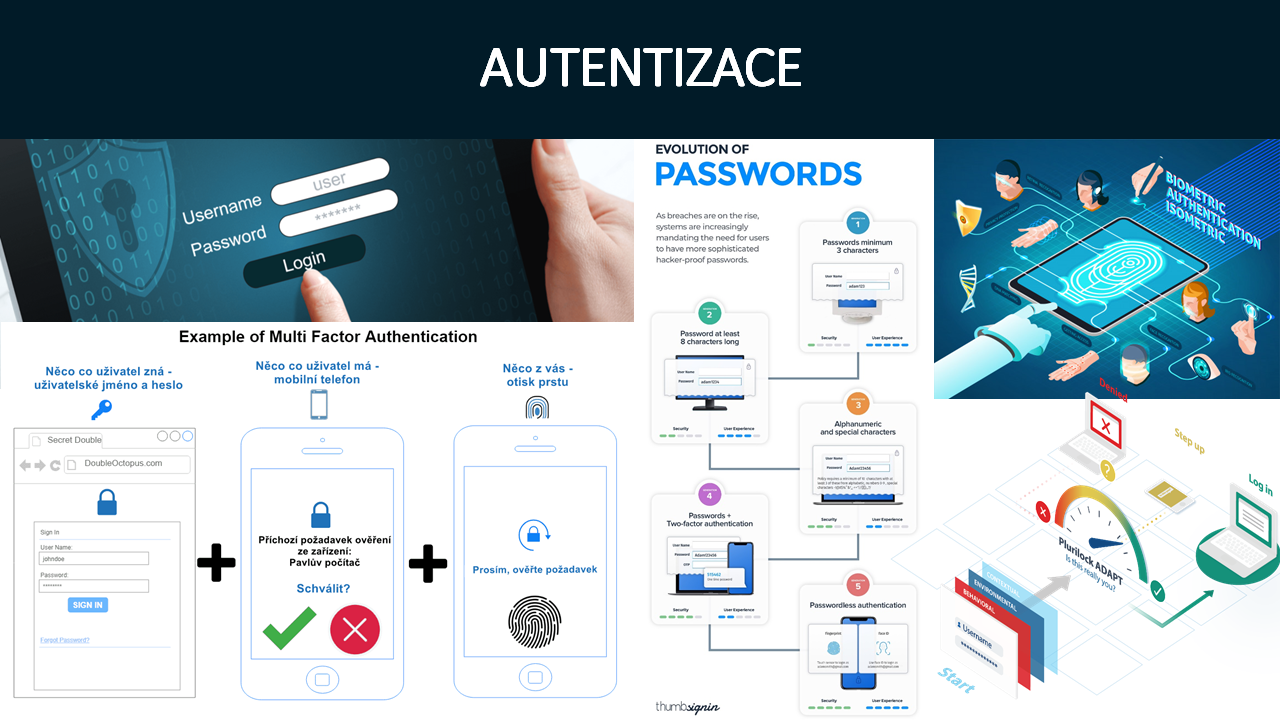 AUTENTIZACE
Username
user
Password
*******
Login
Example of Multi Factor Authentication
Něco co uživatel zná -
uživatelské jméno a heslo
Secret Double
DoubleOctopus.com
Sign In
User Name:
johndoe
Password:
********
SIGN IN
Forgot Password?
Něco co uživatel má -
mobilní telefon
Příchozí požadavek ověření
ze zařízení:
Pavlův počítač
Schválit?
Něco z vás -
otisk prstu
Prosím, ověřte požadavek
EVOLUTION OF
PASSWORDS
As breaches are on the rise,
systems are increasingly
mandating the need for users
to have more sophisticated
hacker-proof passwords.
1
Passwords minimum
3 characters
User Name
Password
adam123
Security
User Experience
2
Password at least
8 characters long
User Name
Password
adam1234
Security
User Experience
3
Alphanumeric
and special characters
User Name
Password
Adam123456
Security
User Experience
4
Passwords +
Two-factor authentication
User Name
Password
Adam123456
OTP
Security
User Experience
5
Passwordless authentication
Fingerprint
Face ID
Security
User Experience
thumbsignin
BIOMETRIC
AUTHENTICATION
ISOMETRIC
Denied
Step up
Log in
?
Plurilock ADAPT
Is this really you?
CONTEXTUAL
ENVIRONMENTAL
BEHAVIORAL
Username
Start